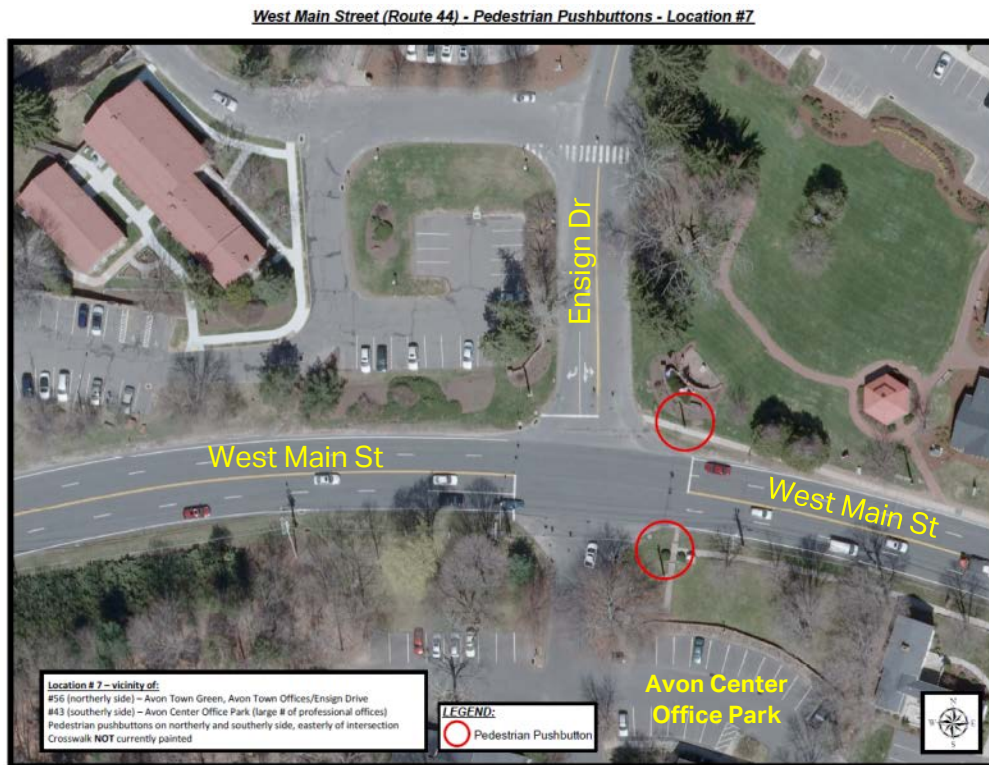 West Main Street (Route 44) - Pedestrian Pushbuttons - Location #7
Ensign Dr
West Main St
West Main St
Avon Center
Office Park
Location # 7 – vicinity of:
#56 (northerly side) – Avon Town Green, Avon Town Offices/Ensign Drive
#43 (southerly side) – Avon Center Office Park (large # of professional offices)
Pedestrian pushbuttons on northerly and southerly side, easterly of intersection
Crosswalk NOT currently painted
LEGEND:
Pedestrian Pushbutton
N
W
E
S